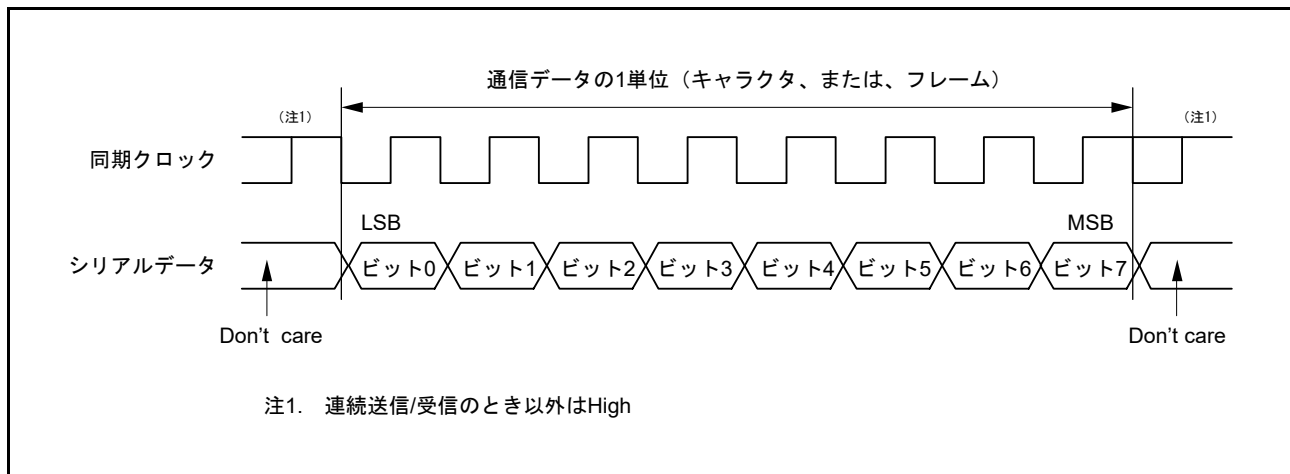 通信データの1単位（キャラクタ、または、フレーム）
（注1）
（注1）
同期クロック
LSB
MSB
シリアルデータ
ビット0 ビット1 ビット2 ビット3 ビット4 ビット5 ビット6 ビット7
Don't care
Don't care
注1. 連続送信/受信のとき以外はHigh